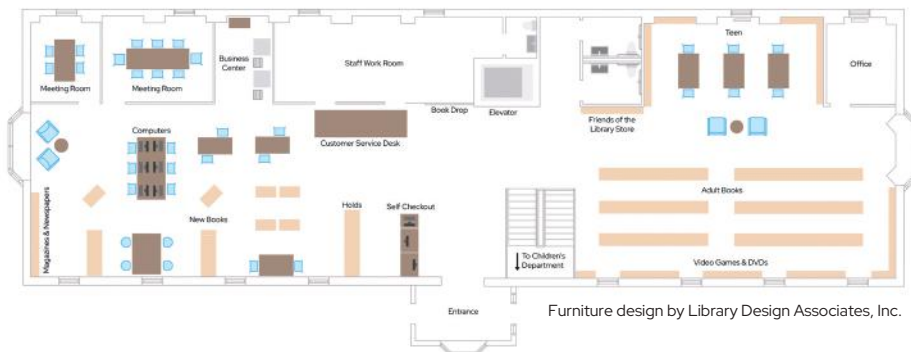 Teen
Business
Center
Staff Work Room
Office
Meeting Room
Meeting Room
Book Drop
Elevator
Friends of the
Library Store
Computers
Customer Service Desk
Magazines & Newspapers
Adult Books
New Books
Holds
Self Checkout
To Children's
Department
Video Games & DVDs
Entrance
Furniture design by Library Design Associates, Inc.